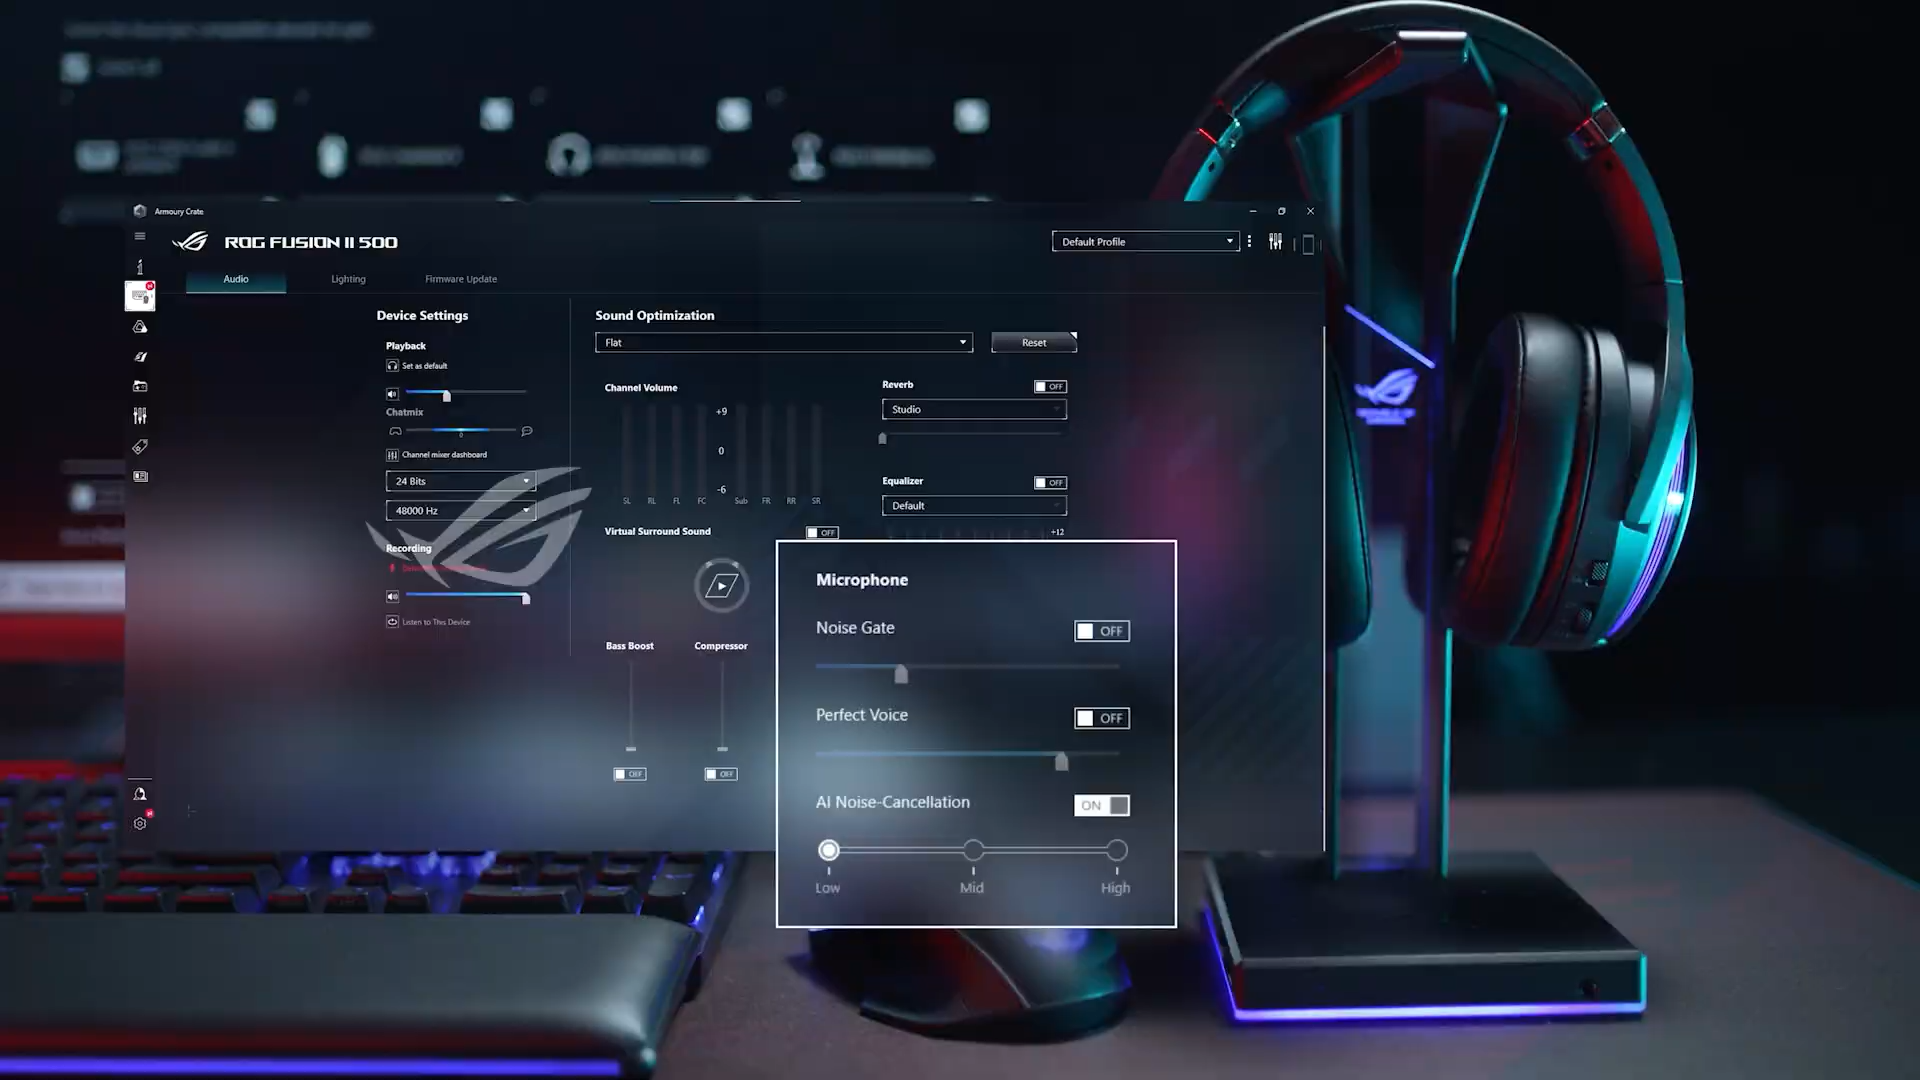 Armoury Crate
ROG FUSION II 500
Default Profile
Audio
Lighting
Firmware Update
Device Settings
Playback
Set as default
Chatmix
0
Channel mixer dashboard
24 Bits
48000 Hz
Recording
Listen to This Device
Sound Optimization
Flat
Reset
Channel Volume
+9
0
-6
SL RL FL FC Sub FR RR SR
Reverb
OFF
Studio
Equalizer
OFF
Default
+12
Virtual Surround Sound
OFF
Bass Boost
Compressor
OFF
OFF
Microphone
Noise Gate
OFF
Perfect Voice
OFF
AI Noise-Cancellation
ON
Low
Mid
High